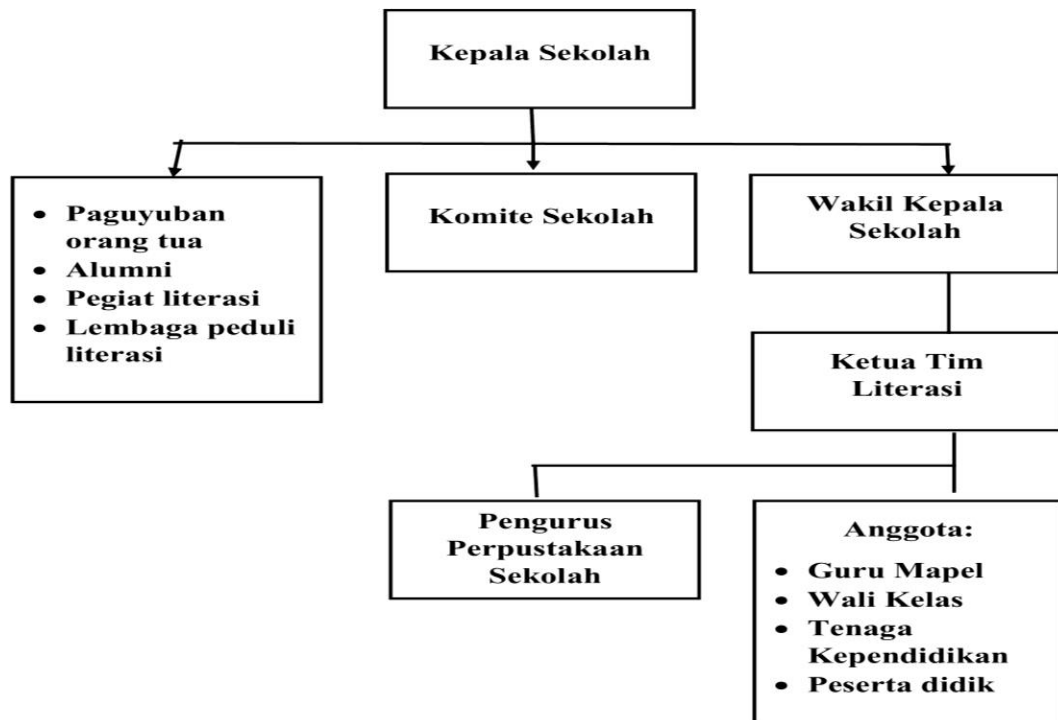 Kepala Sekolah
• Paguyuban
orang tua
• Alumni
• Pegiat literasi
• Lembaga peduli
literasi
Komite Sekolah
Wakil Kepala
Sekolah
Ketua Tim
Literasi
Pengurus
Perpustakaan
Sekolah
Anggota:
• Guru Mapel
• Wali Kelas
• Tenaga
Kependidikan
• Peserta didik